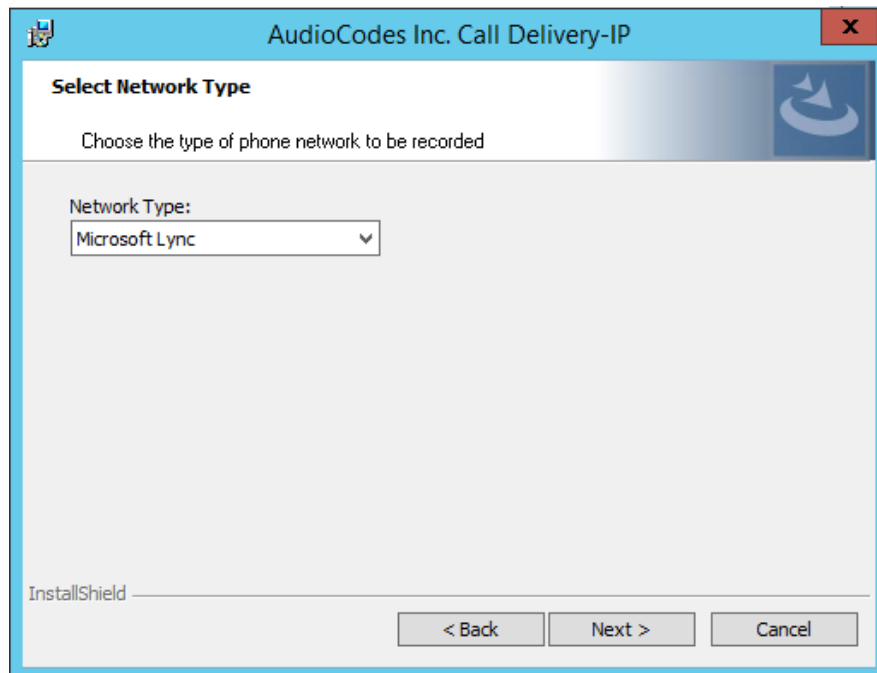 AudioCodes Inc. Call Delivery-IP
x
Select Network Type
Choose the type of phone network to be recorded
Network Type:
Microsoft Lync
InstallShield
< Back
Next >
Cancel